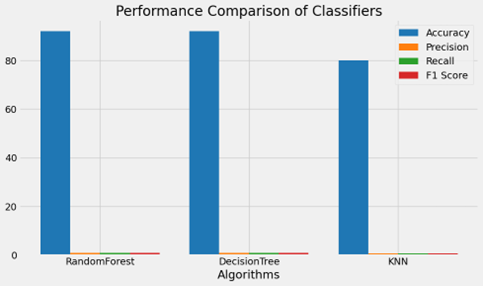 Performance Comparison of Classifiers
Accuracy
Precision
Recall
F1 Score
80
60
40
20
0
RandomForest
DecisionTree
KNN
Algorithms